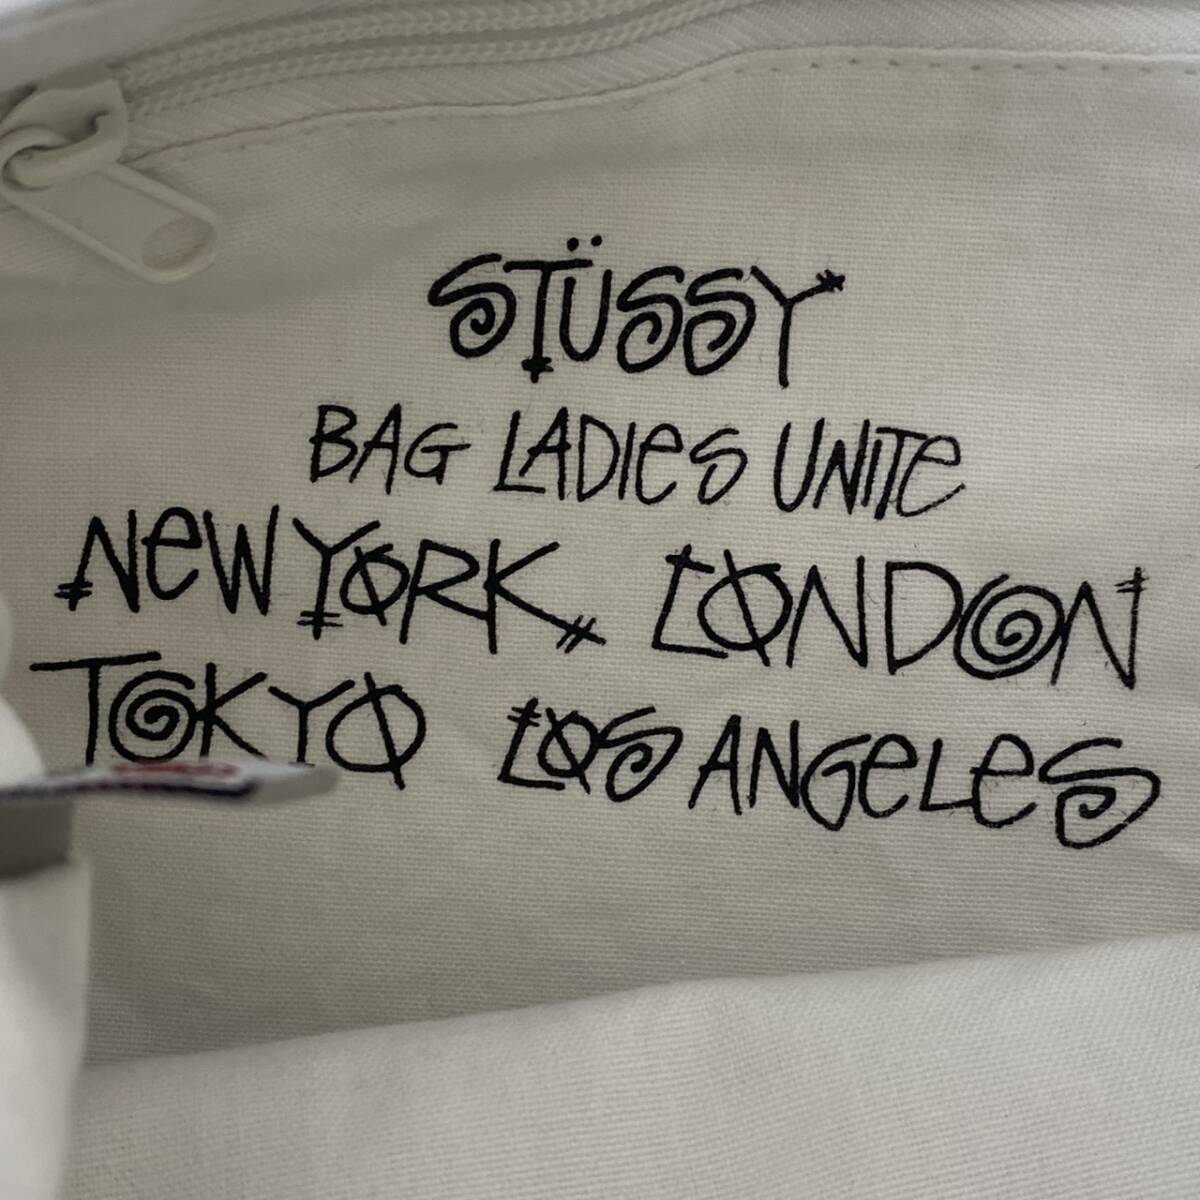 STÜSSY
BAG LADIES UNITE
NEW YORK. LONDON
TOKYO LOS ANGELES